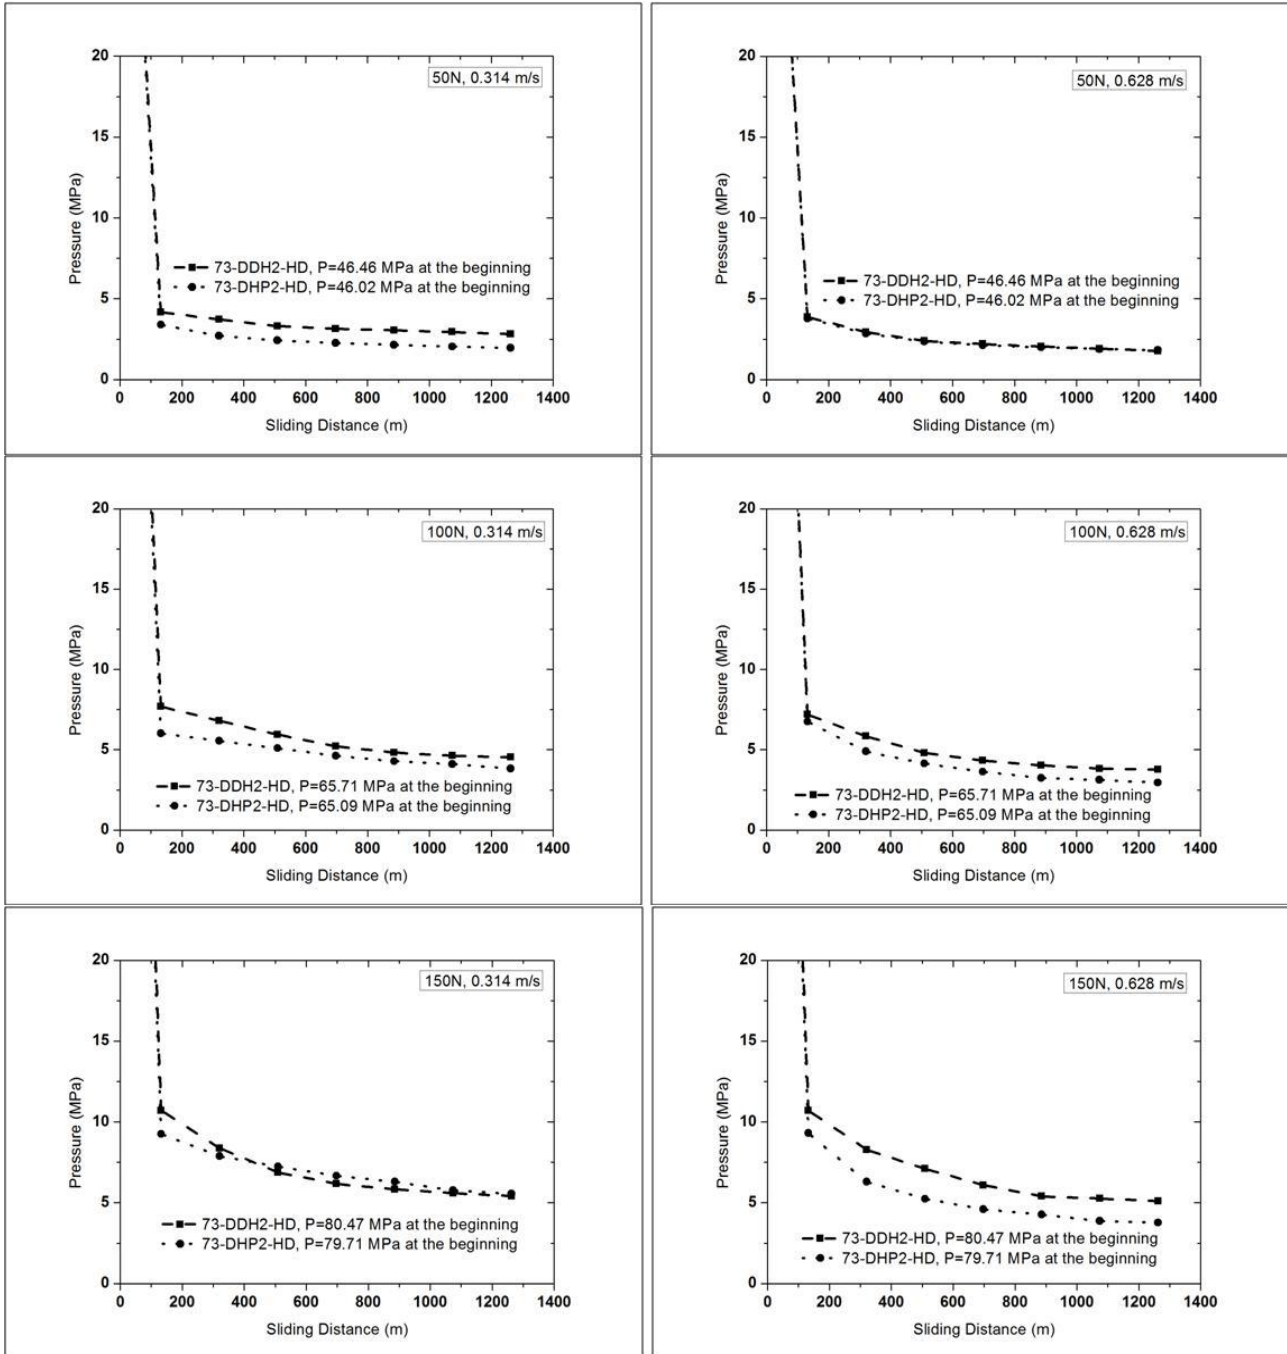 20
50N, 0.314 m/s
15
Pressure (MPa)
10
73-DDH2-HD, P=46.46 MPa at the beginning
73-DHP2-HD, P=46.02 MPa at the beginning
5
0
0 200 400 600 800 1000 1200 1400
Sliding Distance (m)
20
50N, 0.628 m/s
15
Pressure (MPa)
10
73-DDH2-HD, P=46.46 MPa at the beginning
73-DHP2-HD, P=46.02 MPa at the beginning
5
0
0 200 400 600 800 1000 1200 1400
Sliding Distance (m)
20
100N, 0.314 m/s
15
Pressure (MPa)
10
5
73-DDH2-HD, P=65.71 MPa at the beginning
73-DHP2-HD, P=65.09 MPa at the beginning
0
0 200 400 600 800 1000 1200 1400
Sliding Distance (m)
20
100N, 0.628 m/s
15
Pressure (MPa)
10
5
73-DDH2-HD, P=65.71 MPa at the beginning
73-DHP2-HD, P=65.09 MPa at the beginning
0
0 200 400 600 800 1000 1200 1400
Sliding Distance (m)
20
150N, 0.314 m/s
15
Pressure (MPa)
10
5
73-DDH2-HD, P=80.47 MPa at the beginning
73-DHP2-HD, P=79.71 MPa at the beginning
0
0 200 400 600 800 1000 1200 1400
Sliding Distance (m)
20
150N, 0.628 m/s
15
Pressure (MPa)
10
5
73-DDH2-HD, P=80.47 MPa at the beginning
73-DHP2-HD, P=79.71 MPa at the beginning
0
0 200 400 600 800 1000 1200 1400
Sliding Distance (m)